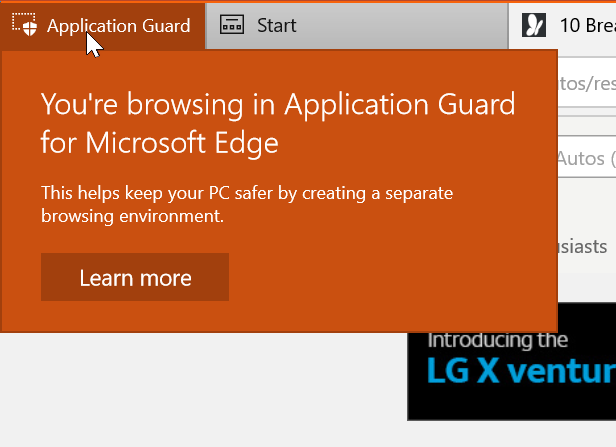 Application Guard
Start
10 Brea
You're browsing in Application Guard
for Microsoft Edge
This helps keep your PC safer by creating a separate
browsing environment.
Learn more
tos/res
Autos (
usiasts
Introducing the
LG X ventur